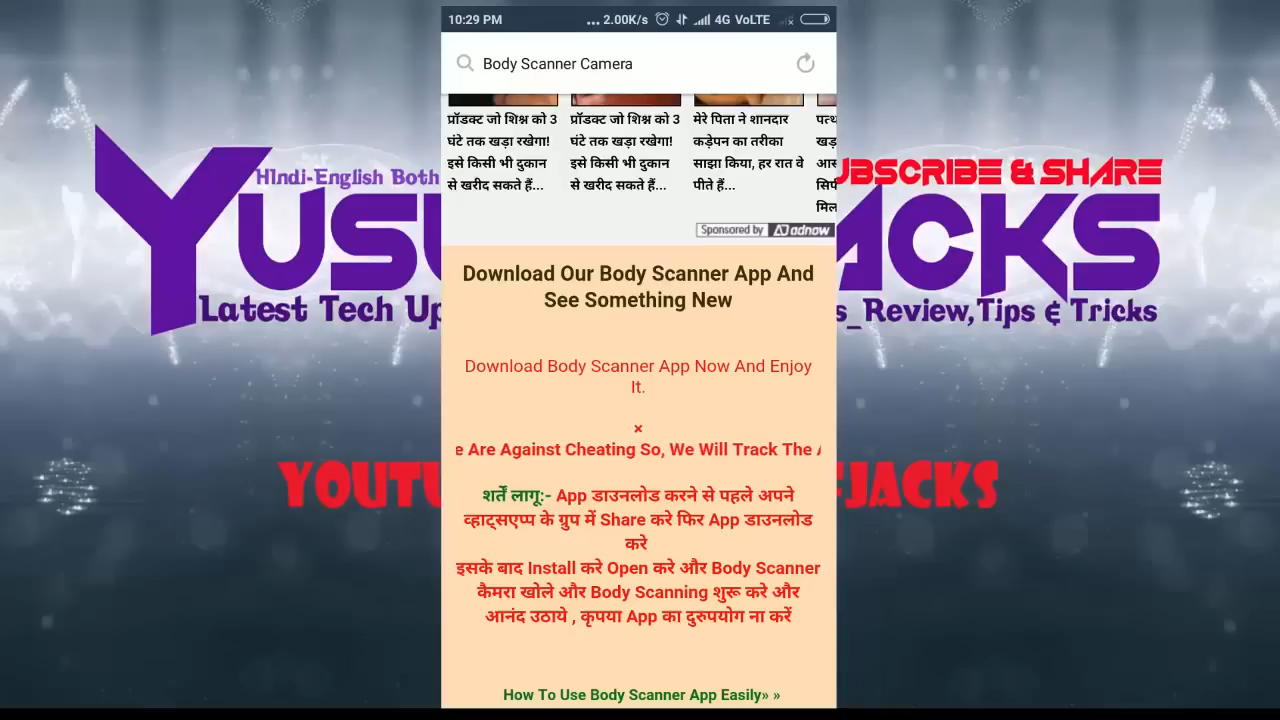 10:29 PM ... 2.00K/s 4G VoLTE
Body Scanner Camera
प्रॉडक्ट जो शिश्न को 3
घंटे तक खड़ा रखेगा!
इसे किसी भी दुकान
से खरीद सकते हैं...
प्रॉडक्ट जो शिश्न को 3
घंटे तक खड़ा रखेगा!
इसे किसी भी दुकान
से खरीद सकते हैं...
मेरे पिता ने शानदार
कड़ेपन का तरीका
साझा किया, हर रात वे
पीते हैं...
Sponsored by adnow
HIndi-English Both
UBSCRIBE & SHARE
YUSU
ACKS
Latest Tech Up
s_Review,Tips & Tricks
Download Our Body Scanner App And
See Something New
Download Body Scanner App Now And Enjoy
It.
×
e Are Against Cheating So, We Will Track The
YOUTU
JACKS
शर्तें लागू:- App डाउनलोड करने से पहले अपने
व्हाट्सएप्प के ग्रुप में Share करे फिर App डाउनलोड
करे
इसके बाद Install करे Open करे और Body Scanner
कैमरा खोले और Body Scanning शुरू करे और
आनंद उठाये , कृपया App का दुरुपयोग ना करें
How To Use Body Scanner App Easily» »